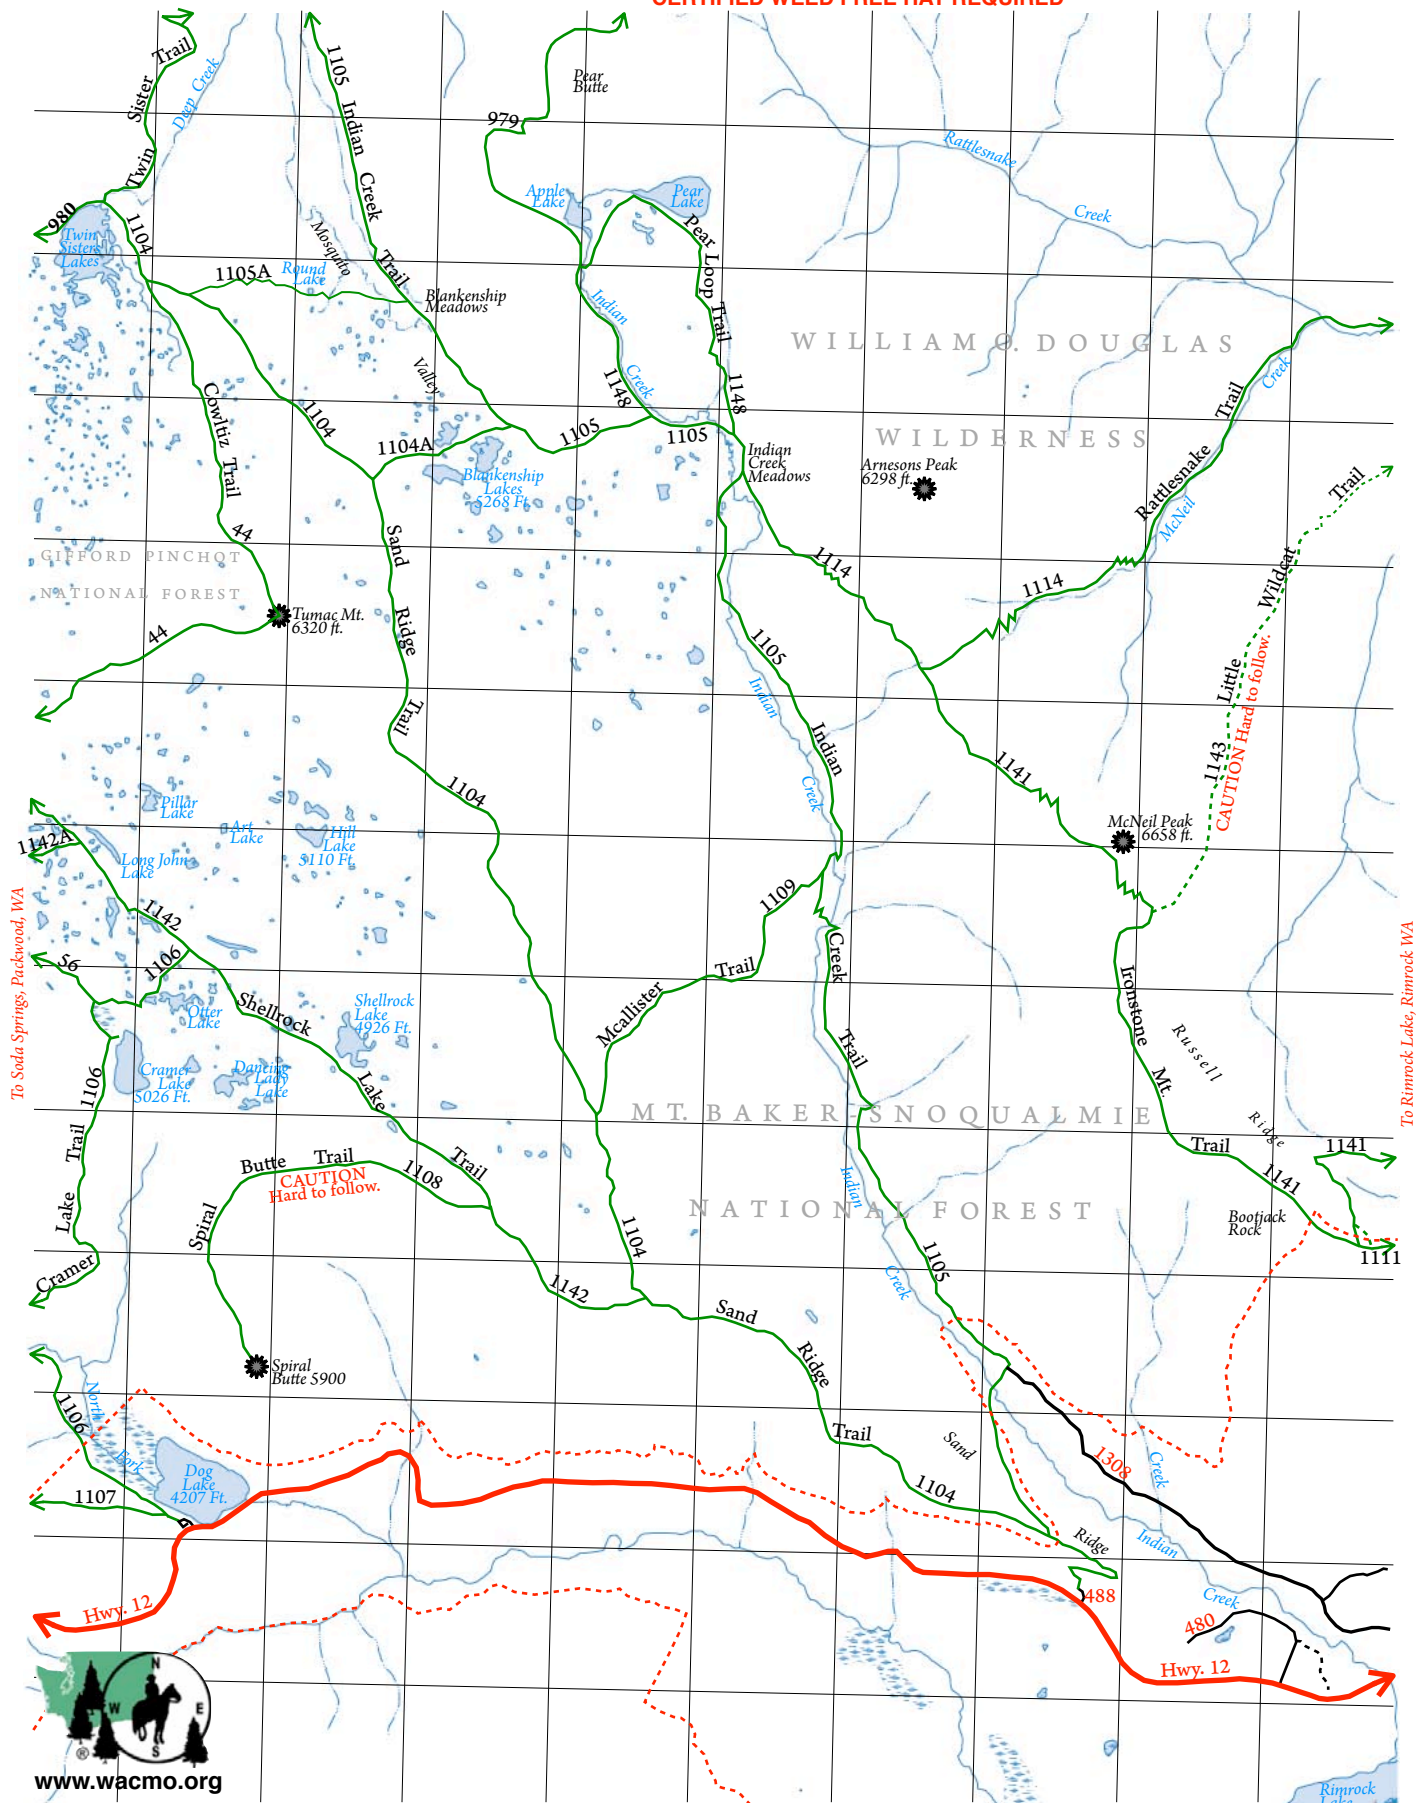 CERTIFIED WEED FREE HAY REQUIRED
Twin Sister Trail
Deep Creek
1105 Indian Creek Trail
Pear
Butte
979
Rattlesnake
Creek
980
Twin
Sisters
Lakes
1104
Mosquito
Valley
1105A
Round
Lake
Blankenship
Meadows
Apple
Lake
Pear
Lake
Pear Loop Trail
Indian
Creek
1148
1148
WILLIAM O. DOUGLAS
WILDERNESS
Rattlesnake Trail
McNeil
Creek
Cowltiz Trail
1104
1104A
1105
1105
Blankenship
Lakes
5268 Ft.
Indian
Creek
Meadows
Arnesons Peak
6298 ft.
44
GIFFORD PINCHOT
NATIONAL FOREST
Sand Ridge Trail
Tumac Mt.
6320 ft.
44
1114
1114
1143 Little Wildcat Trail
CAUTION Hard to follow.
1105
Indian
Creek
Indian Creek Trail
1141
1104
McNeil Peak
6658 ft.
Pillar
Lake
Art
Lake
Hill
Lake
5110 Ft.
1142A
Long John
Lake
1142
1106
56
To Soda Springs, Packwood, WA
To Rimrock Lake, Rimrock WA
1109
Mcallister Trail
Otter
Lake
Shellrock Lake Trail
Shellrock
Lake
4926 Ft.
Cramer
Lake
5026 Ft.
Dancing
Lady
Lake
1106
Cramer Lake Trail
Ironstone Mt. Trail
Russell Ridge
MT. BAKER-SNOQUALMIE
NATIONAL FOREST
1141
1141
Bootjack
Rock
1111
Spiral Butte Trail
1108
CAUTION
Hard to follow.
1104
Indian
Creek
1105
1142
Sand Ridge Trail
Spiral
Butte 5900
1106
North
Fork
Dog
Lake
4207 Ft.
1107
Sand
Ridge
1104
1308
Creek
Indian
Creek
488
480
Hwy. 12
Hwy. 12
N
W
E
S
®
www.wacmo.org
Rimrock
Lake